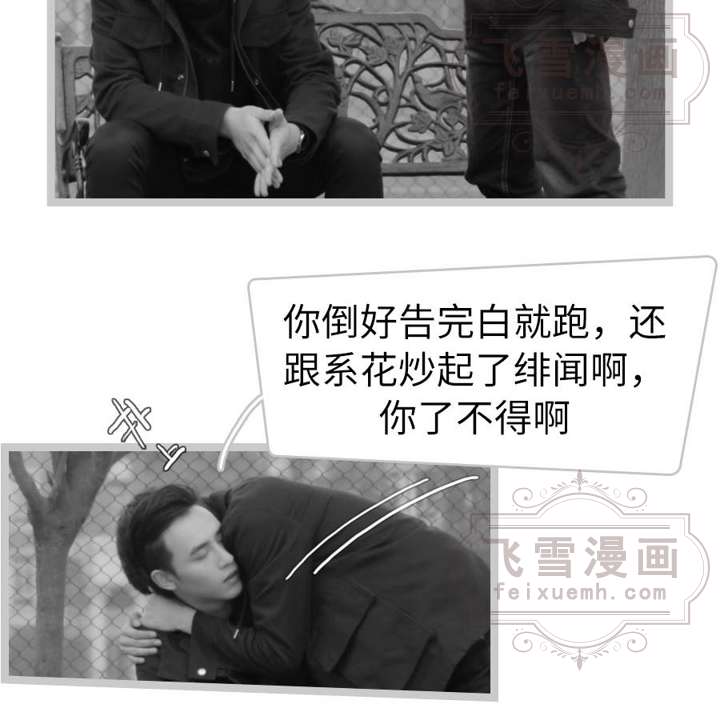 飞雪漫画
feixuemh.com
你倒好告完白就跑，还
跟系花炒起了绯闻啊，
你了不得啊
飞雪漫画
feixuemh.com